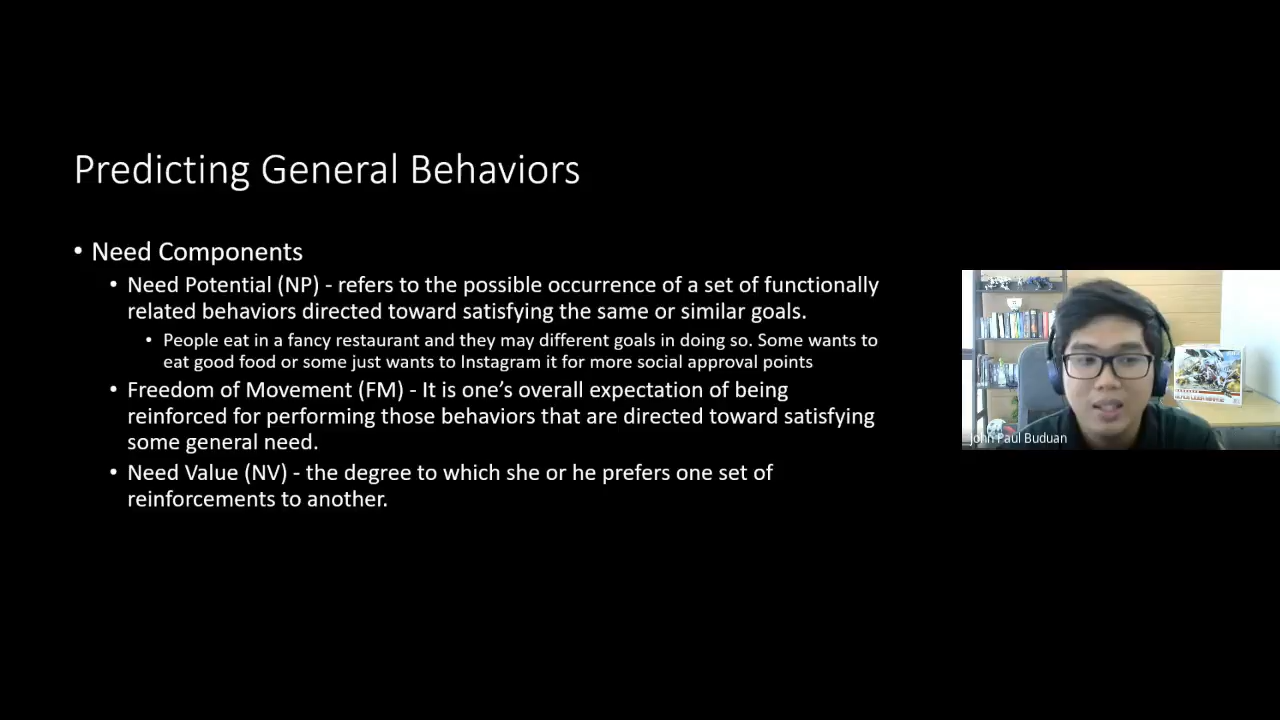 Predicting General Behaviors
• Need Components
• Need Potential (NP) - refers to the possible occurrence of a set of functionally
related behaviors directed toward satisfying the same or similar goals.
• People eat in a fancy restaurant and they may different goals in doing so. Some wants to
eat good food or some just wants to Instagram it for more social approval points
• Freedom of Movement (FM) - It is one’s overall expectation of being
reinforced for performing those behaviors that are directed toward satisfying
some general need.
• Need Value (NV) - the degree to which she or he prefers one set of
reinforcements to another.
John Paul Buduan